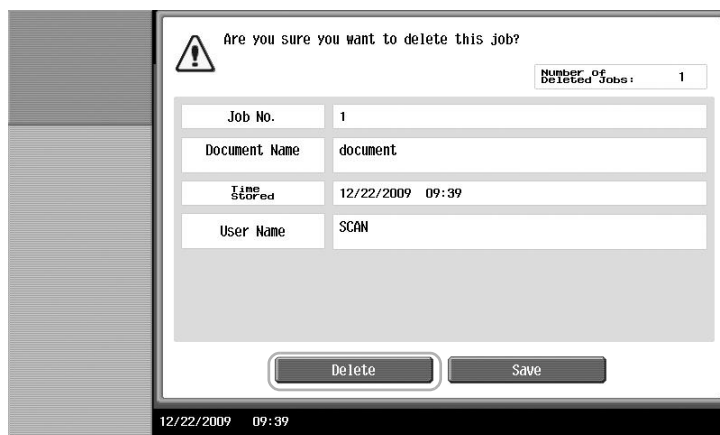 Are you sure you want to delete this job?
Number of
Deleted Jobs: 1
Job No. 1
Document Name document
Time
Stored 12/22/2009 09:39
User Name SCAN
Delete Save
12/22/2009 09:39